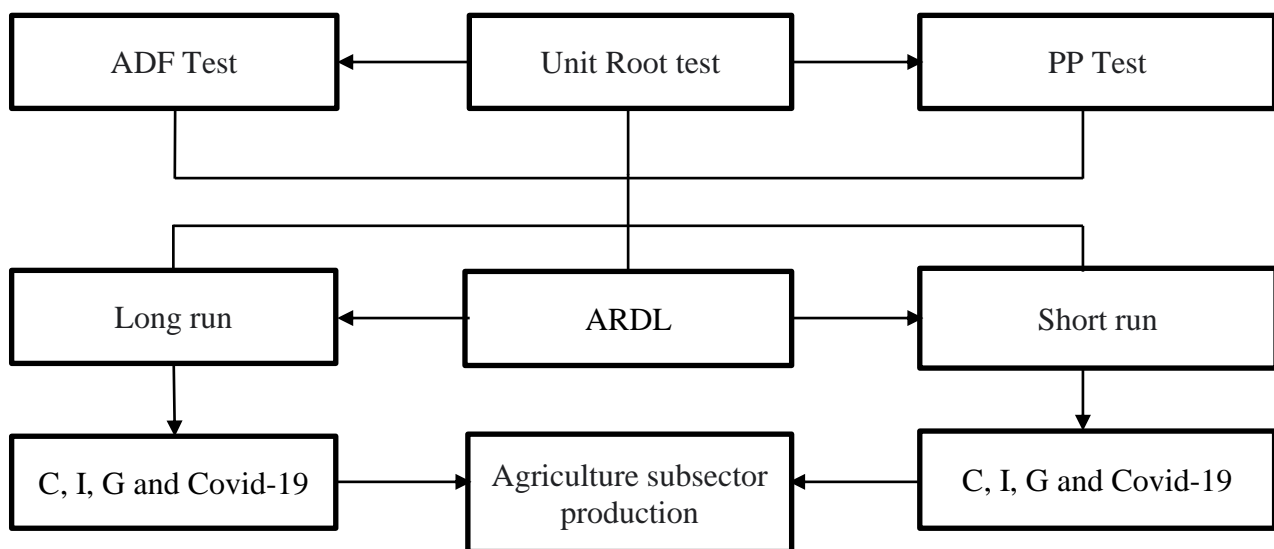 ADF Test
Unit Root test
PP Test
Long run
ARDL
Short run
C, I, G and Covid-19
Agriculture subsector
production
C, I, G and Covid-19